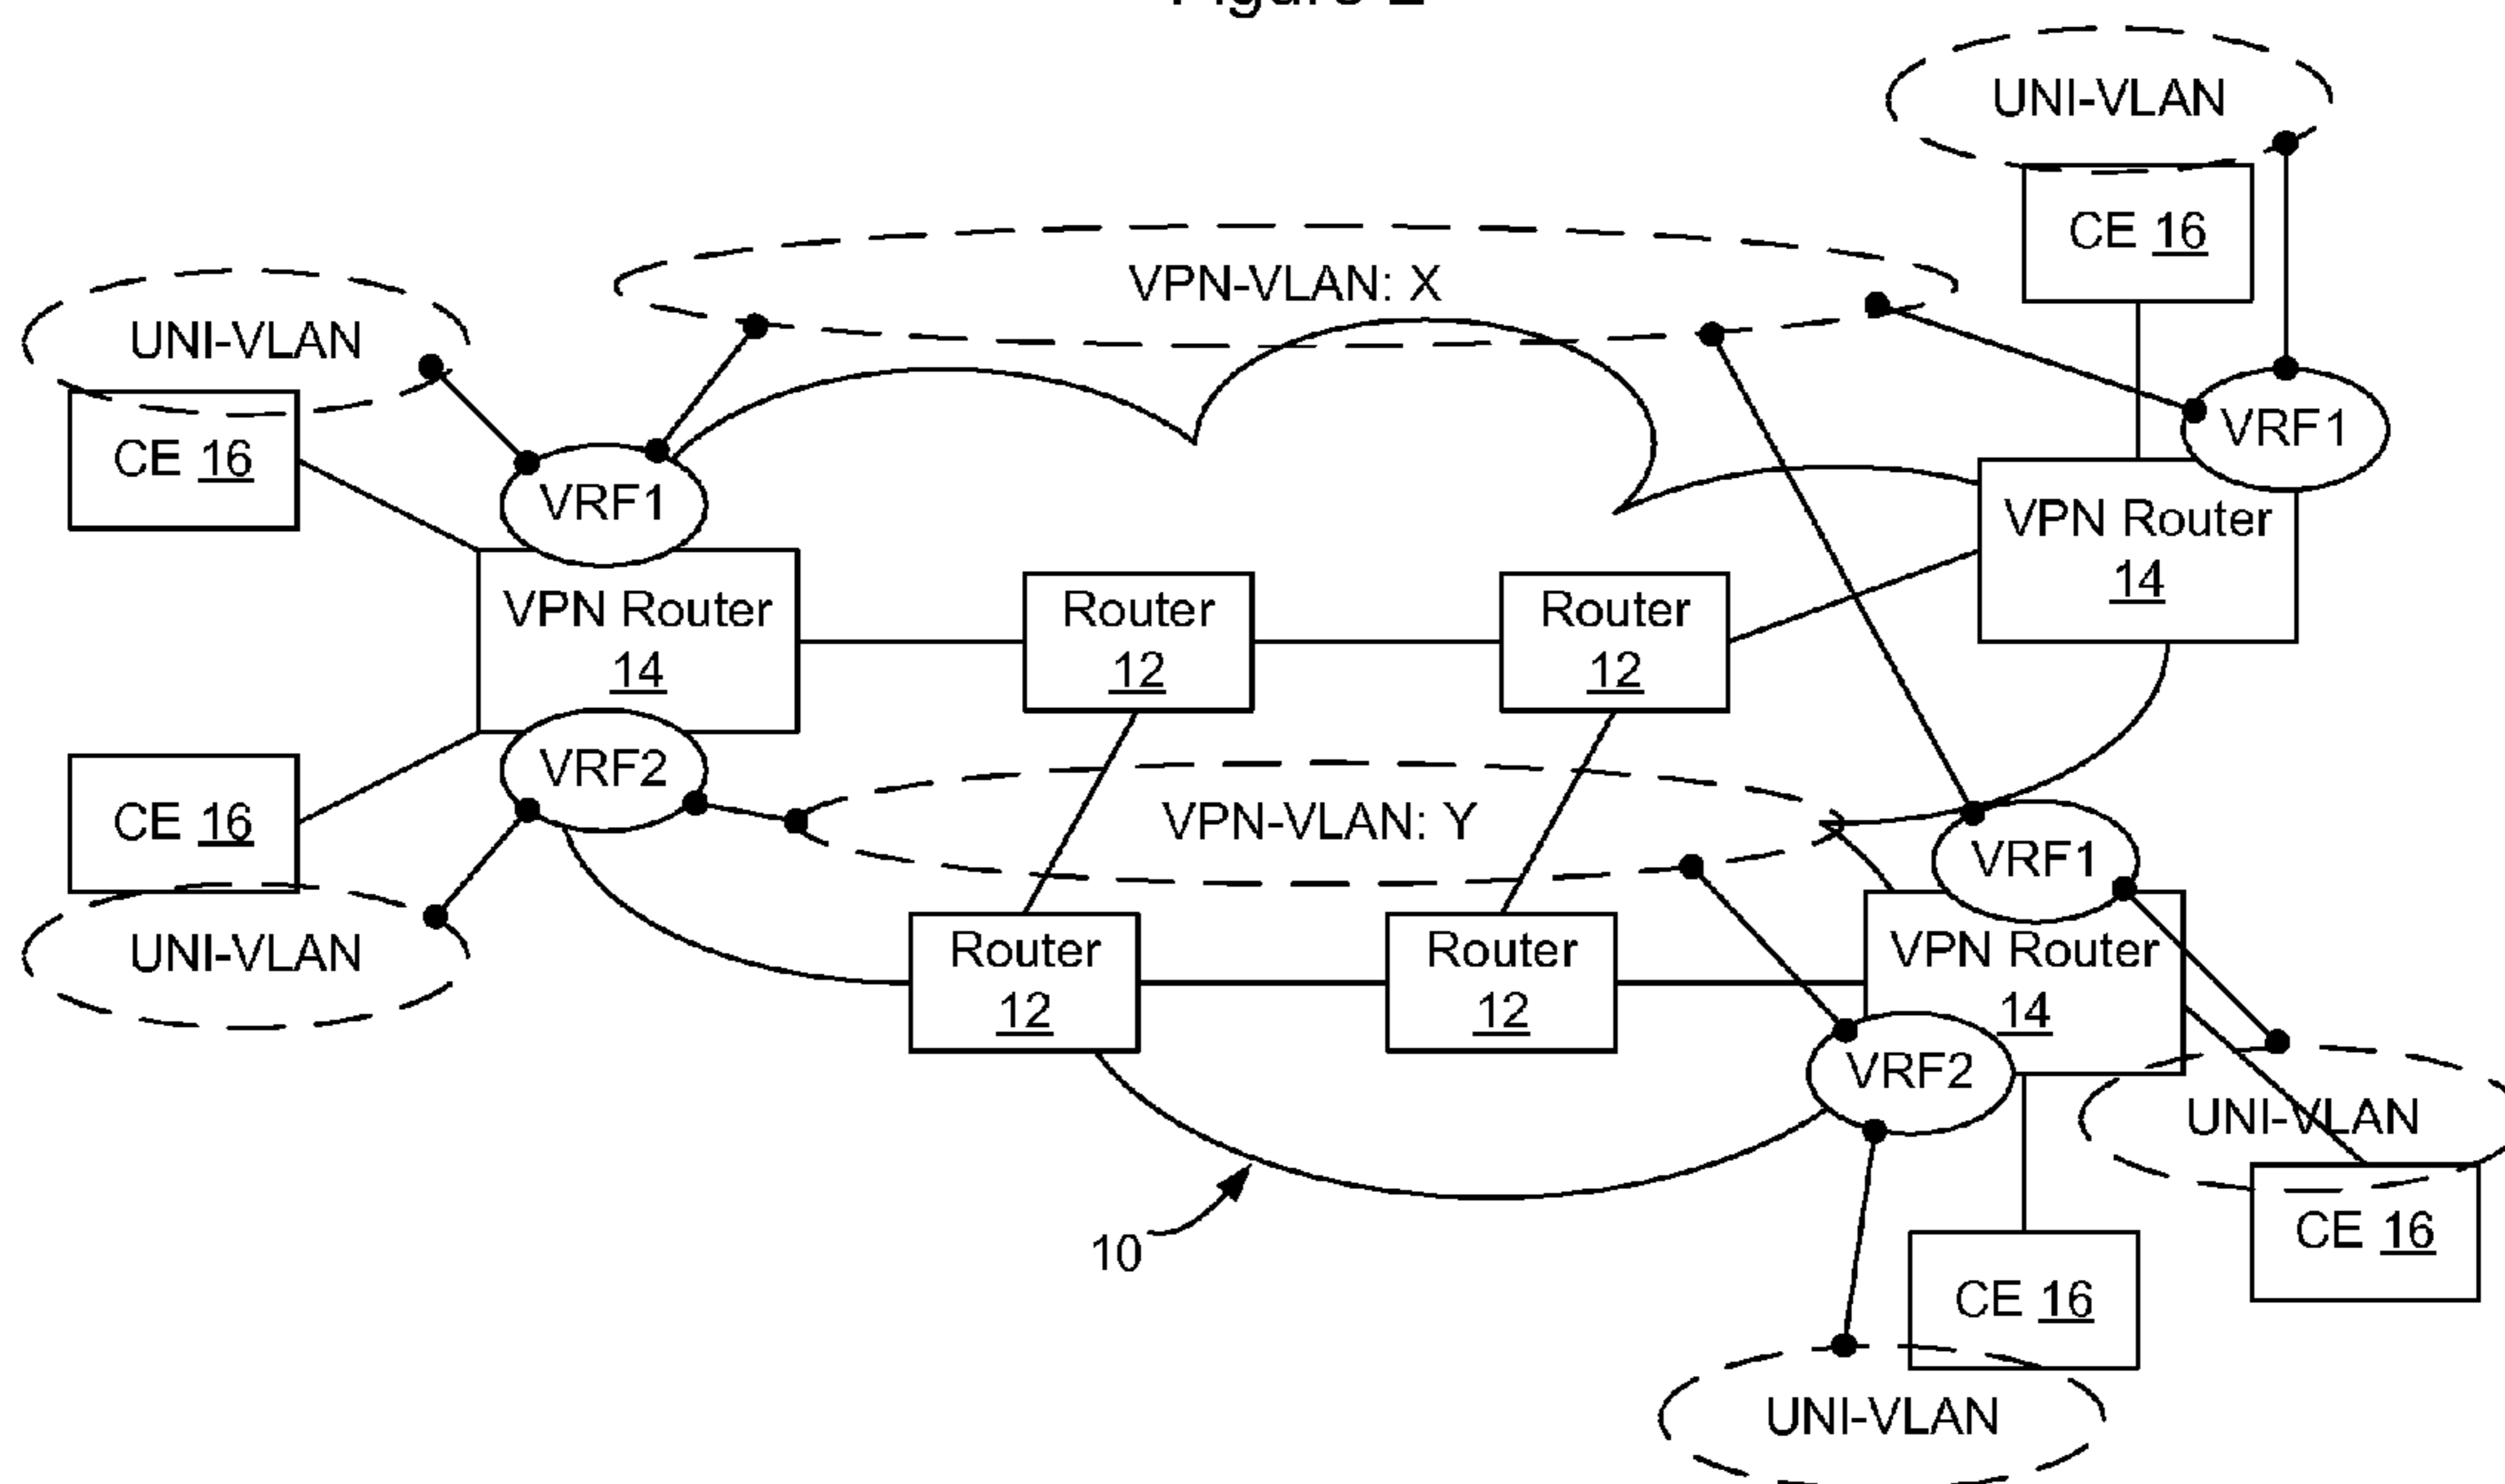 UNI-VLAN
CE 16
VPN-VLAN: X
UNI-VLAN
CE 16
VRF1
VRF1
VPN Router
14
VPN Router
14
Router
12
Router
12
VRF2
CE 16
VPN-VLAN: Y
VRF1
UNI-VLAN
Router
12
Router
12
VPN Router
14
VRF2
UNI-VLAN
CE 16
10
CE 16
UNI-VLAN